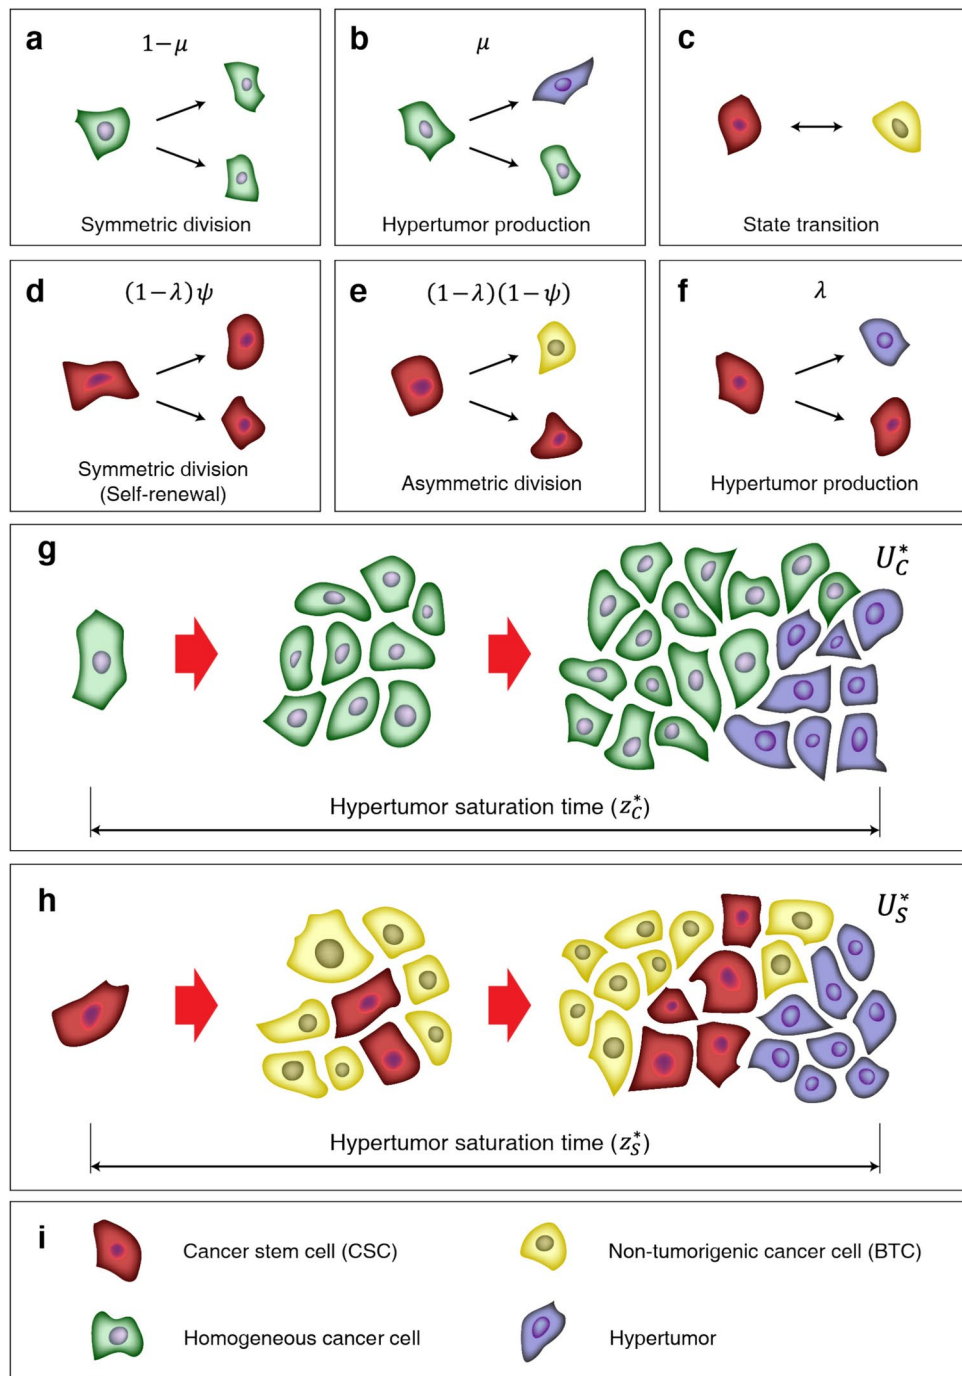 a
1−μ
Symmetric division
b
μ
Hypertumor production
c
State transition
d
(1−λ)ψ
Symmetric division
(Self-renewal)
e
(1−λ)(1−ψ)
Asymmetric division
f
λ
Hypertumor production
g
U*C
Hypertumor saturation time (z*C)
h
U*S
Hypertumor saturation time (z*S)
i
Cancer stem cell (CSC)
Non-tumorigenic cancer cell (BTC)
Homogeneous cancer cell
Hypertumor